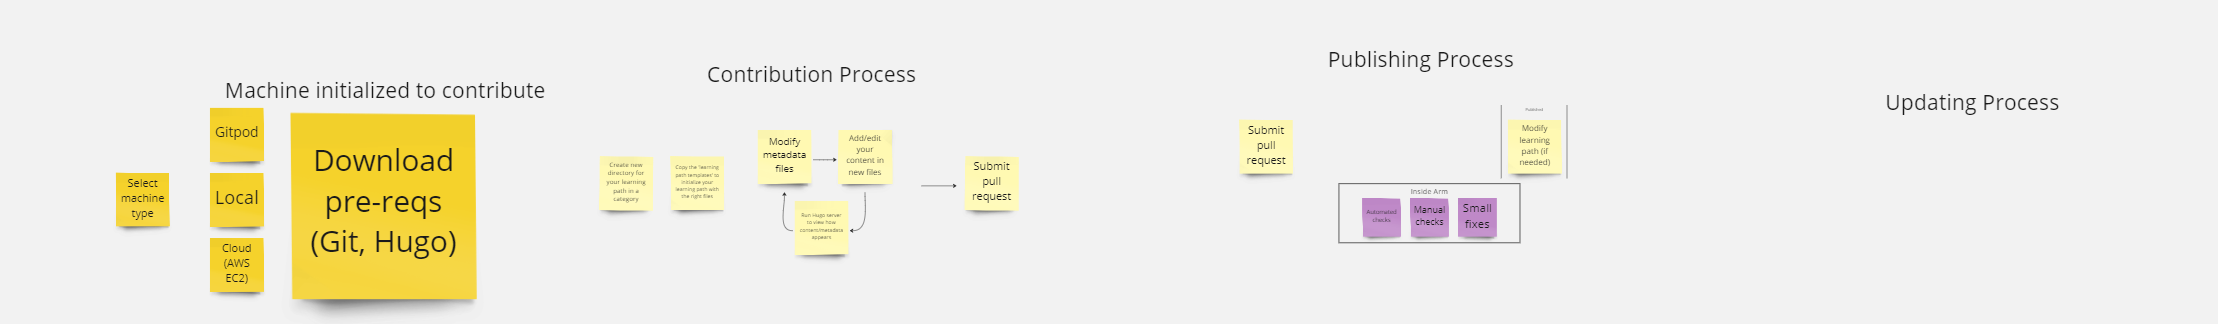 Machine initialized to contribute
Select
machine
type
Gitpod
Local
Cloud
(AWS
EC2)
Download
pre-reqs
(Git, Hugo)
Contribution Process
Create new
directory for
your learning
path in a
category
Copy the 'learning
path templates' to
initialize your
learning path with
the right files
Modify
metadata
files
Add/edit
your
content in
new files
Run Hugo server
to view how
content/metadata
appears
Submit
pull
request
Publishing Process
Submit
pull
request
Published
Modify
learning
path (if
needed)
Inside Arm
Automated
checks
Manual
checks
Small
fixes
Updating Process